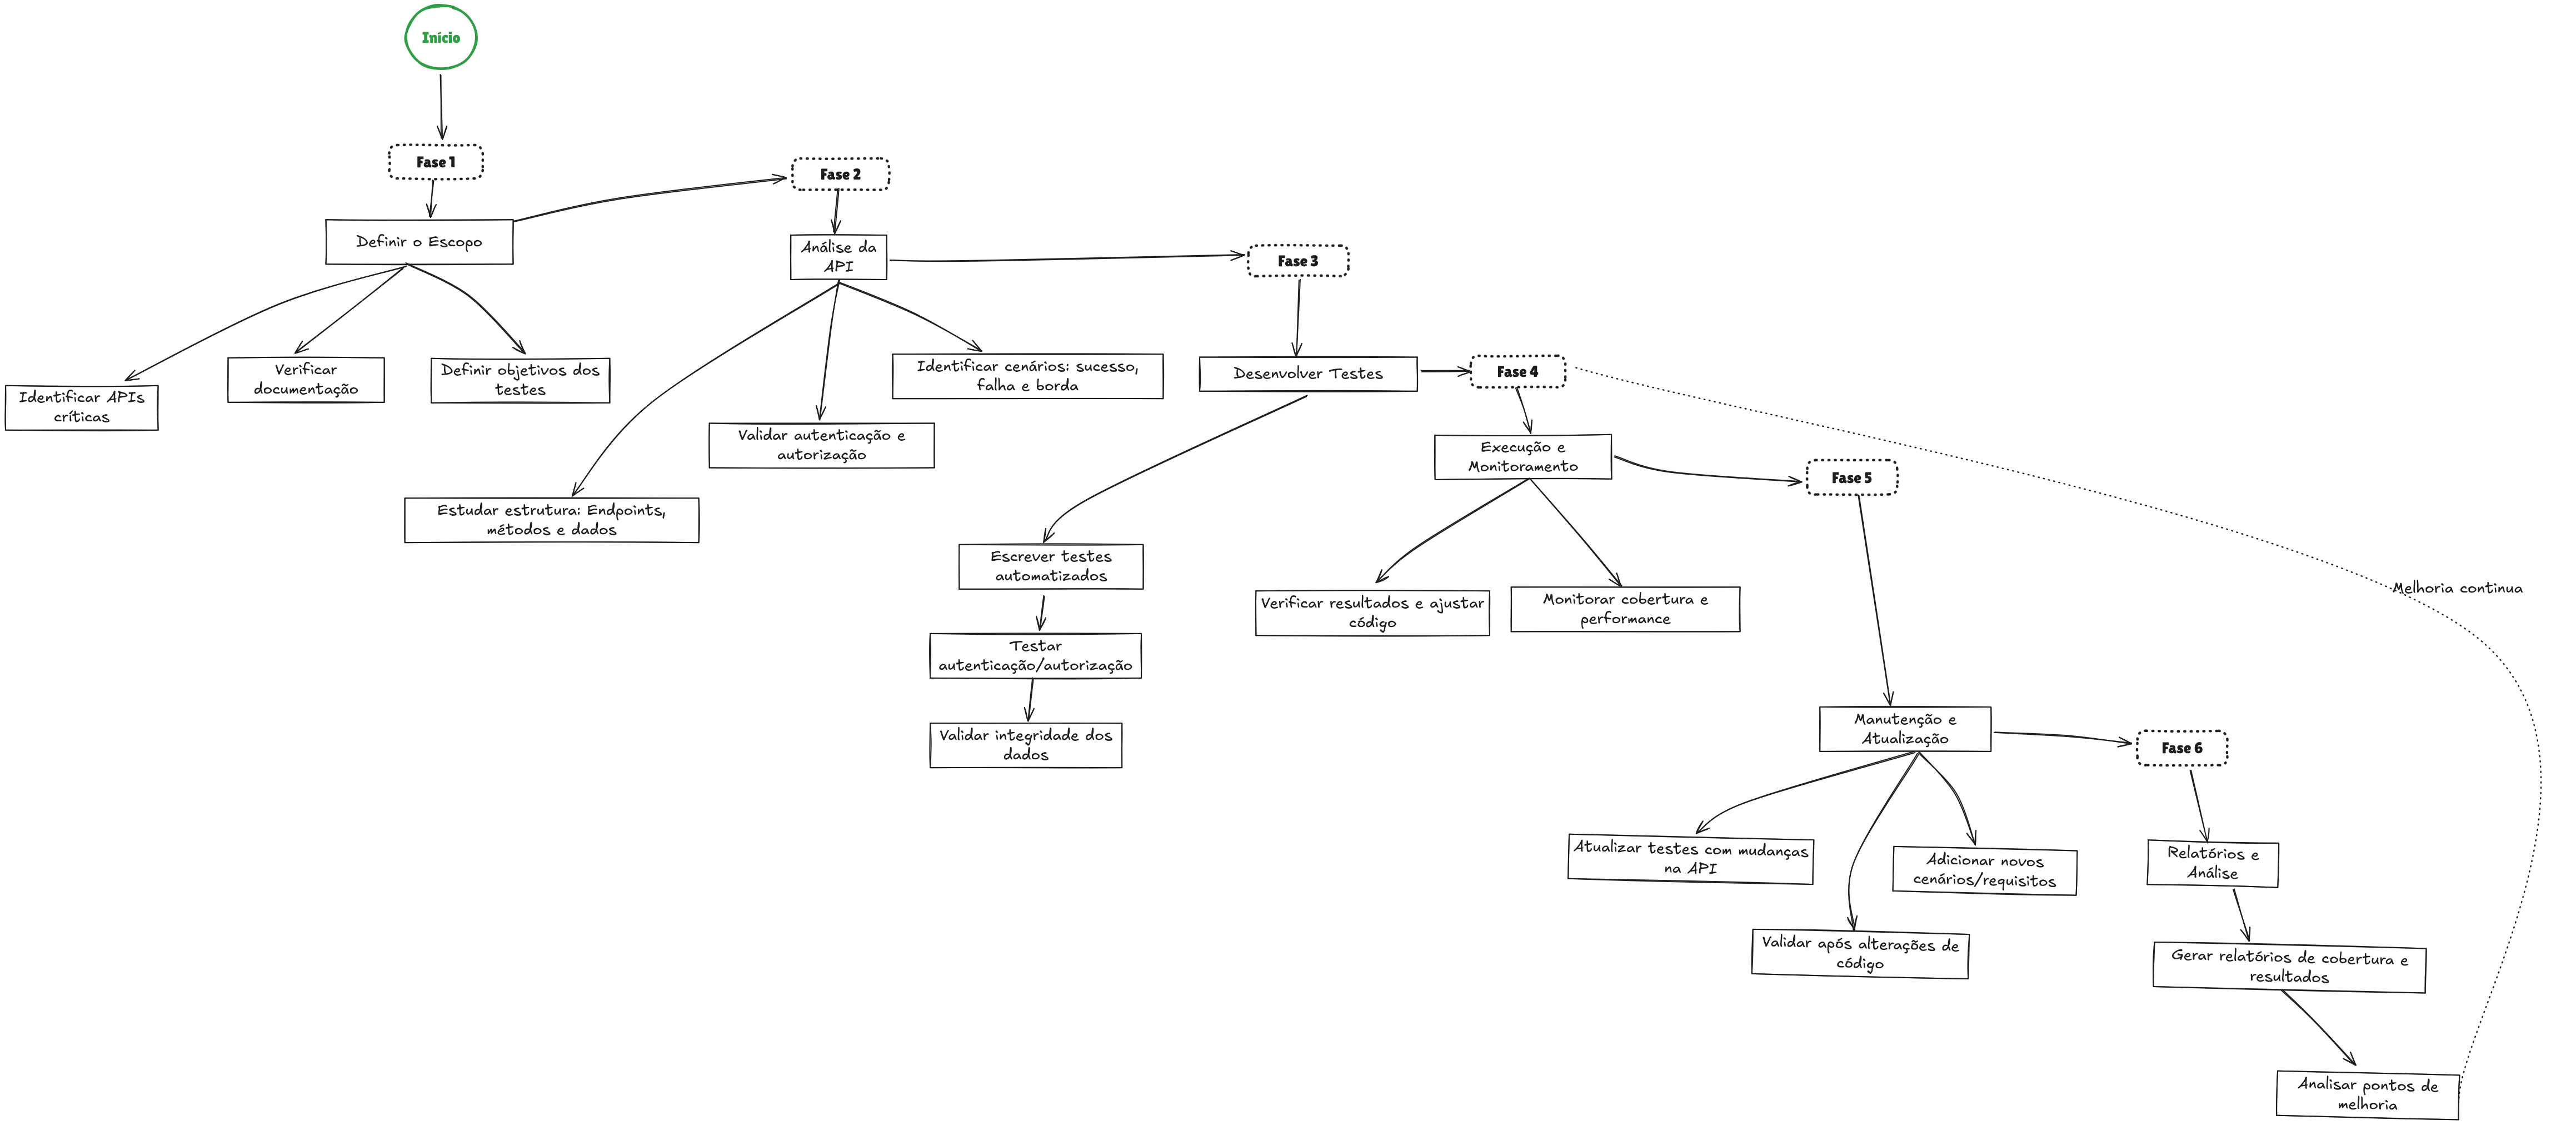 Início
Fase 1
Definir o Escopo
Identificar APIs
críticas
Verificar
documentação
Definir objetivos dos
testes
Fase 2
Análise da
API
Estudar estrutura: Endpoints,
métodos e dados
Validar autenticação e
autorização
Identificar cenários: sucesso,
falha e borda
Fase 3
Desenvolver Testes
Escrever testes
automatizados
Testar
autenticação/autorização
Validar integridade dos
dados
Fase 4
Execução e
Monitoramento
Verificar resultados e ajustar
código
Monitorar cobertura e
performance
Fase 5
Manutenção e
Atualização
Atualizar testes com mudanças
na API
Validar após alterações de
código
Adicionar novos
cenários/requisitos
Fase 6
Relatórios e
Análise
Gerar relatórios de cobertura e
resultados
Analisar pontos de
melhoria
Melhoria continua